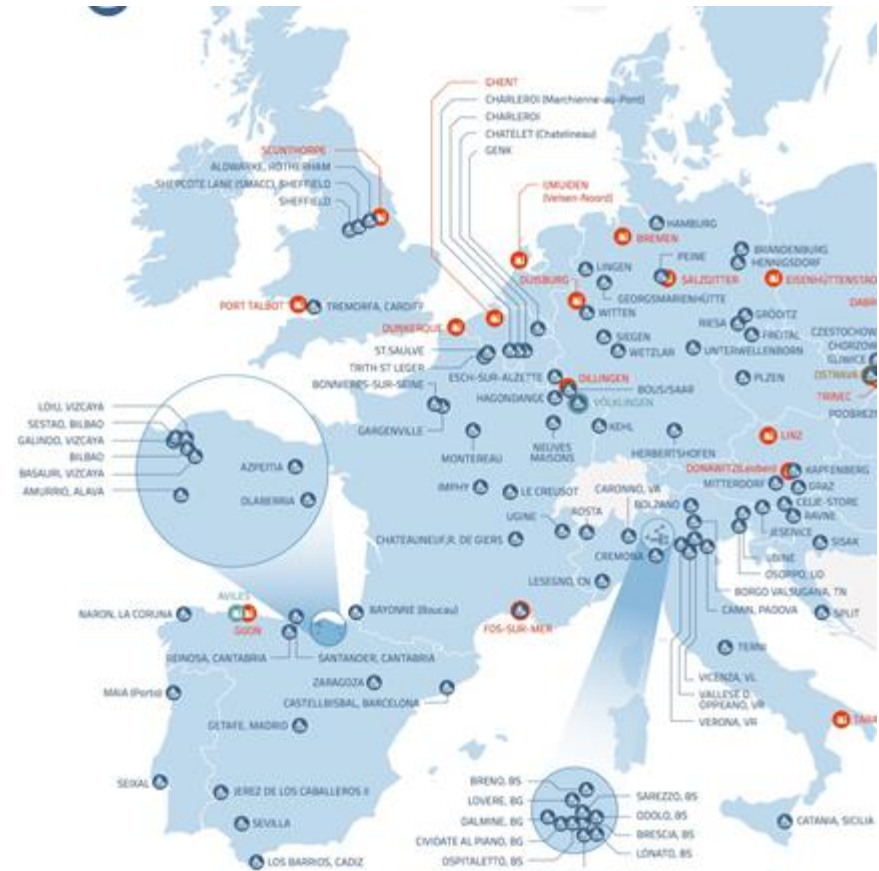 GHENT
CHARLEROI (Marchienne-au-Pont)
CHARLEROI
CHATELET (Chatelineau)
GENK
SCUNTHORPE
ALDWARKE, ROTHERHAM
SHEPCOTE LANE (SMACC), SHEFFIELD
SHEFFIELD
IJMUIDEN
(Velsen-Noord)
HAMBURG
BREMEN
PEINE
BRANDENBURG
HENNIGSDORF
LINGEN
DUISBURG
SALZGITTER
EISENHÜTTENSTAD
GEORGSMARIENHÜTTE
PORT TALBOT
TREMORFA, CARDIFF
WITTEN
GRÖDITZ
DABR
DUNKERQUE
RIESA
FREITAL
CZESTOCHOW
CHORZOW
GLIWICE
ST.SAULVE
SIEGEN
WETZLAR
UNTERWELLENBORN
TRITH ST LEGER
ESCH-SUR-ALZETTE
DILLINGEN
PLZEN
OSTRAVA
BONNIERES-SUR-SEINE
BOUS/SAAR
HAGONDANGE
VÖLKLINGEN
TRINEC
PODBREZ
LOIU, VIZCAYA
SESTAO, BILBAO
GALINDO, VIZCAYA
BILBAO
BASAURI, VIZCAYA
AMURRIO, ALAVA
AZPEITIA
OLABERRIA
GARGENVILLE
MONTEREAU
NEUVES
MAISONS
KEHL
HERBERTSHOFEN
LINZ
DONAWITZ(Leoben)
KAPFENBERG
MITTERDORF
GRAZ
IMPHY
LE CREUSOT
CARONNO, VA
BOLZANO
CELJE-STORE
RAVNE
UGINE
AOSTA
JESENICE
CHATEAUNEUF,R. DE GIERS
CREMONA
UDINE
SISAK
OSOPPO, UD
LESEGNO, CN
BORGO VALSUGANA, TN
AVILES
NARON, LA CORUNA
GIJON
BAYONNE (Boucau)
FOS-SUR-MER
CAMIN, PADOVA
SPLIT
REINOSA, CANTABRIA
SANTANDER, CANTABRIA
TERNI
ZARAGOZA
MAIA (Porto)
CASTELLBISBAL, BARCELONA
VICENZA, VI
VALLESE D.
OPPEANO, VR
VERONA, VR
GETAFE, MADRID
TARA
SEIXAL
JEREZ DE LOS CABALLEROS II
BRENO, BS
LOVERE, BG
SAREZZO, BS
DALMINE, BG
ODOLO, BS
SEVILLA
CIVIDATE AL PIANO, BG
BRESCIA, BS
CATANIA, SICILIA
OSPITALETTO, BS
LONATO, BS
LOS BARRIOS, CADIZ